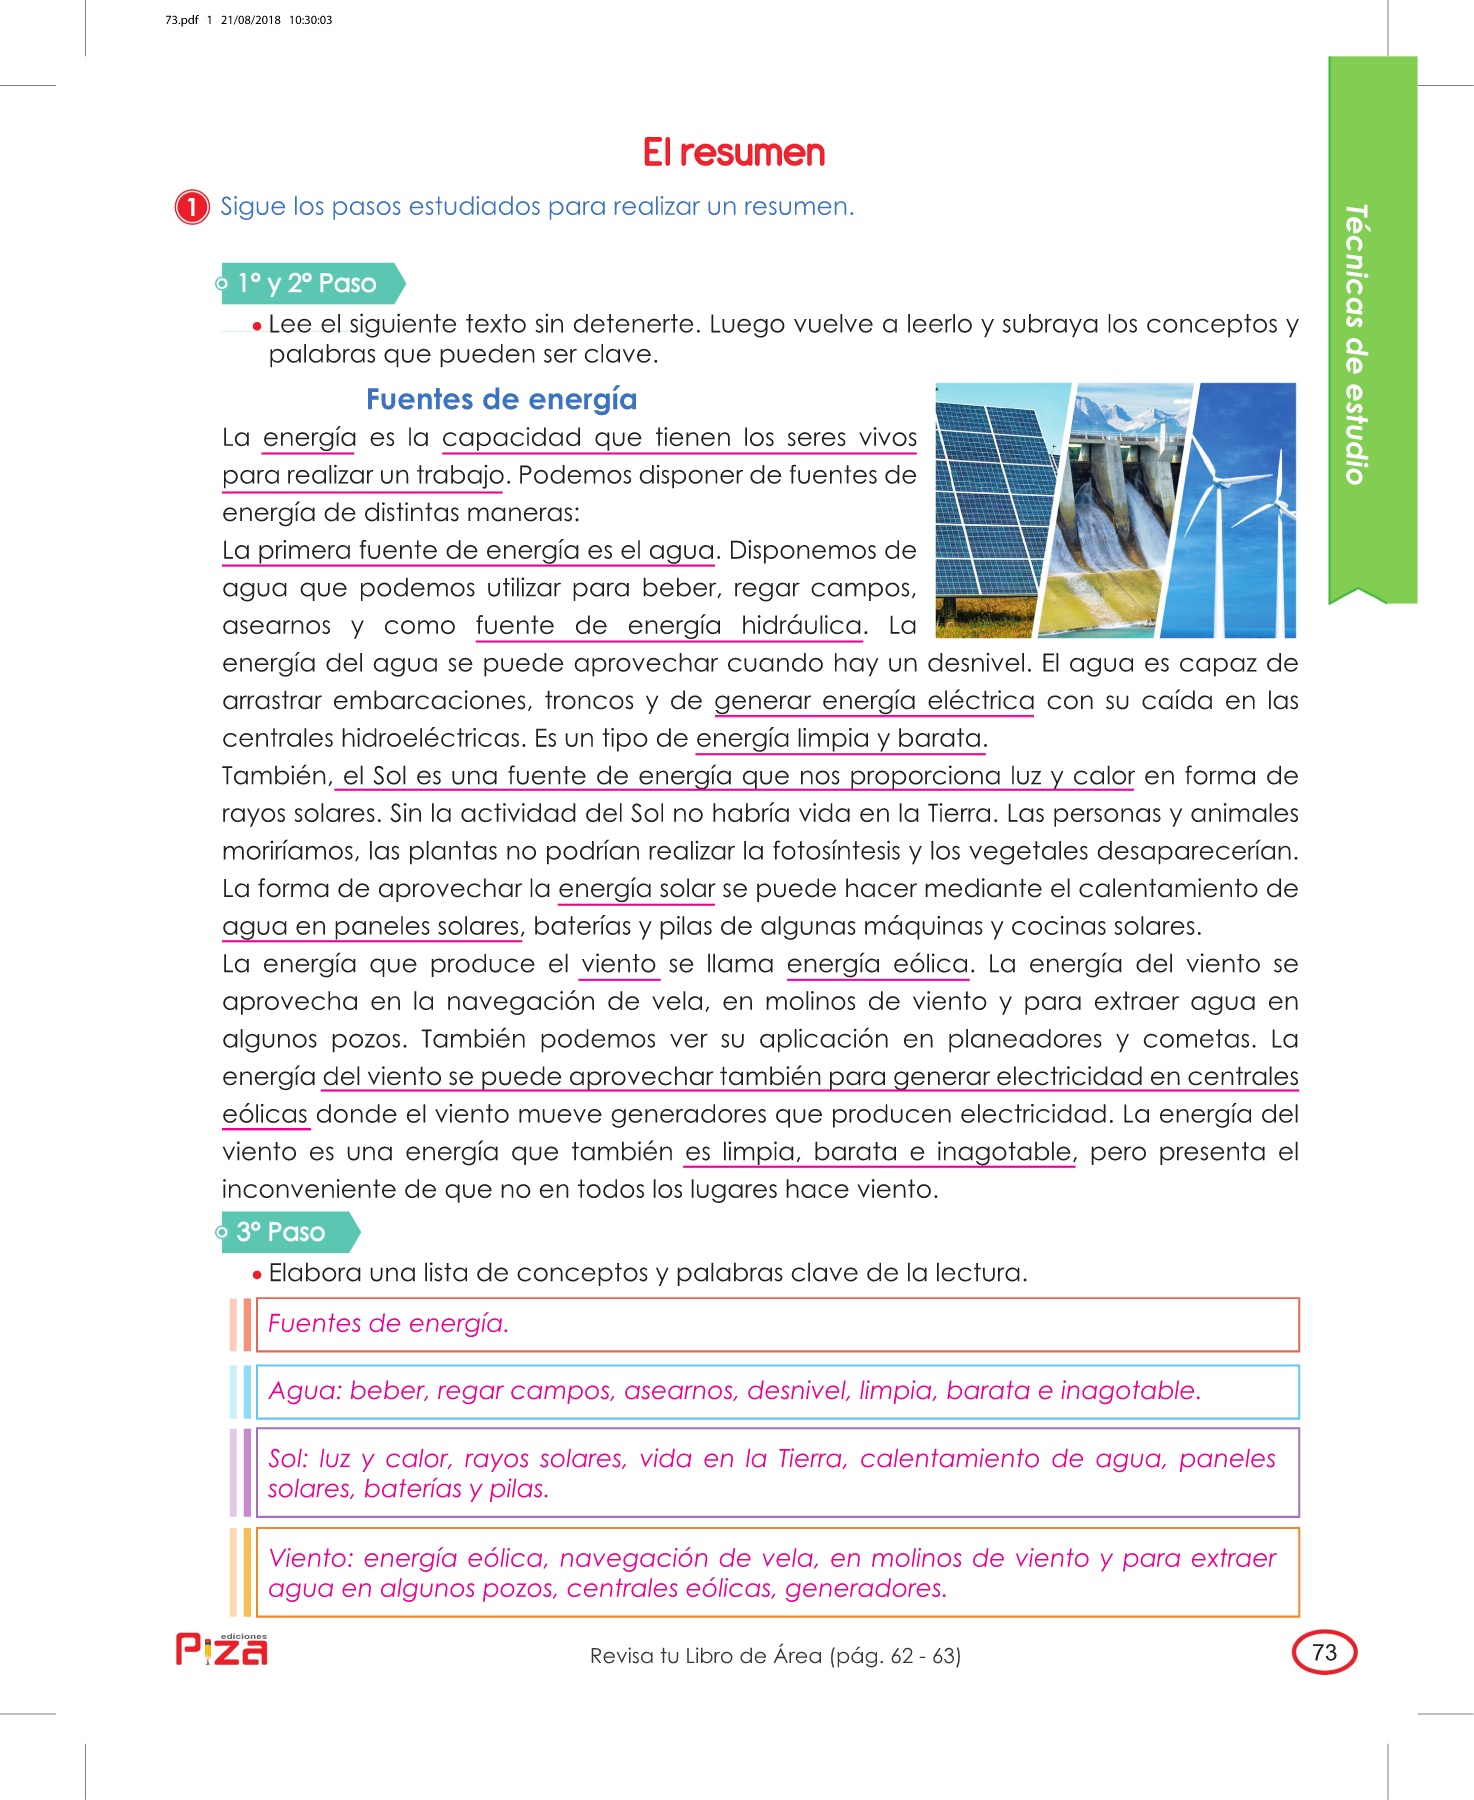 73.pdf 1 21/08/2018 10:30:03
El resumen
1 Sigue los pasos estudiados para realizar un resumen.
Técnicas de estudio
1º y 2º Paso
• Lee el siguiente texto sin detenerte. Luego vuelve a leerlo y subraya los conceptos y
palabras que pueden ser clave.
Fuentes de energía
La energía es la capacidad que tienen los seres vivos
para realizar un trabajo. Podemos disponer de fuentes de
energía de distintas maneras:
La primera fuente de energía es el agua. Disponemos de
agua que podemos utilizar para beber, regar campos,
asearnos y como fuente de energía hidráulica. La
energía del agua se puede aprovechar cuando hay un desnivel. El agua es capaz de
arrastrar embarcaciones, troncos y de generar energía eléctrica con su caída en las
centrales hidroeléctricas. Es un tipo de energía limpia y barata.
También, el Sol es una fuente de energía que nos proporciona luz y calor en forma de
rayos solares. Sin la actividad del Sol no habría vida en la Tierra. Las personas y animales
moriríamos, las plantas no podrían realizar la fotosíntesis y los vegetales desaparecerían.
La forma de aprovechar la energía solar se puede hacer mediante el calentamiento de
agua en paneles solares, baterías y pilas de algunas máquinas y cocinas solares.
La energía que produce el viento se llama energía eólica. La energía del viento se
aprovecha en la navegación de vela, en molinos de viento y para extraer agua en
algunos pozos. También podemos ver su aplicación en planeadores y cometas. La
energía del viento se puede aprovechar también para generar electricidad en centrales
eólicas donde el viento mueve generadores que producen electricidad. La energía del
viento es una energía que también es limpia, barata e inagotable, pero presenta el
inconveniente de que no en todos los lugares hace viento.
3º Paso
• Elabora una lista de conceptos y palabras clave de la lectura.
Fuentes de energía.
Agua: beber, regar campos, asearnos, desnivel, limpia, barata e inagotable.
Sol: luz y calor, rayos solares, vida en la Tierra, calentamiento de agua, paneles
solares, baterías y pilas.
Viento: energía eólica, navegación de vela, en molinos de viento y para extraer
agua en algunos pozos, centrales eólicas, generadores.
ediciones
Piza
Revisa tu Libro de Área (pág. 62 - 63)
73